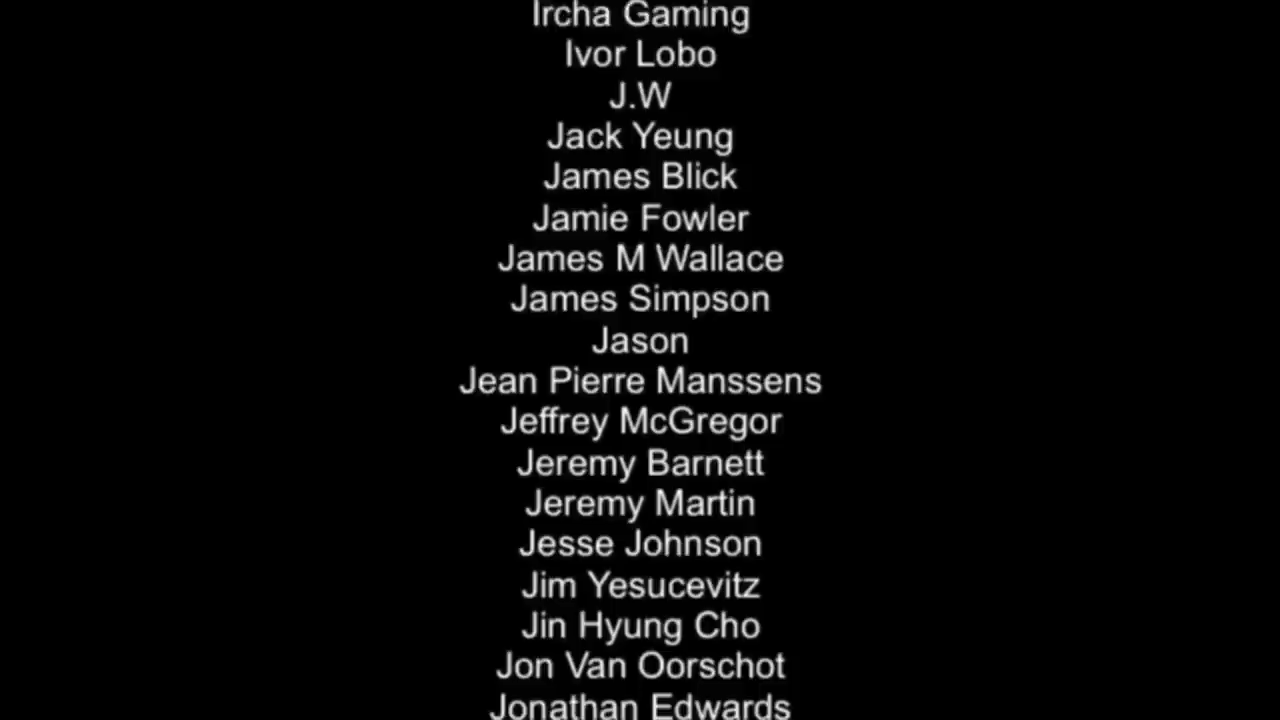 Ircha Gaming
Ivor Lobo
J.W
Jack Yeung
James Blick
Jamie Fowler
James M Wallace
James Simpson
Jason
Jean Pierre Manssens
Jeffrey McGregor
Jeremy Barnett
Jeremy Martin
Jesse Johnson
Jim Yesucevitz
Jin Hyung Cho
Jon Van Oorschot
Jonathan Edwards